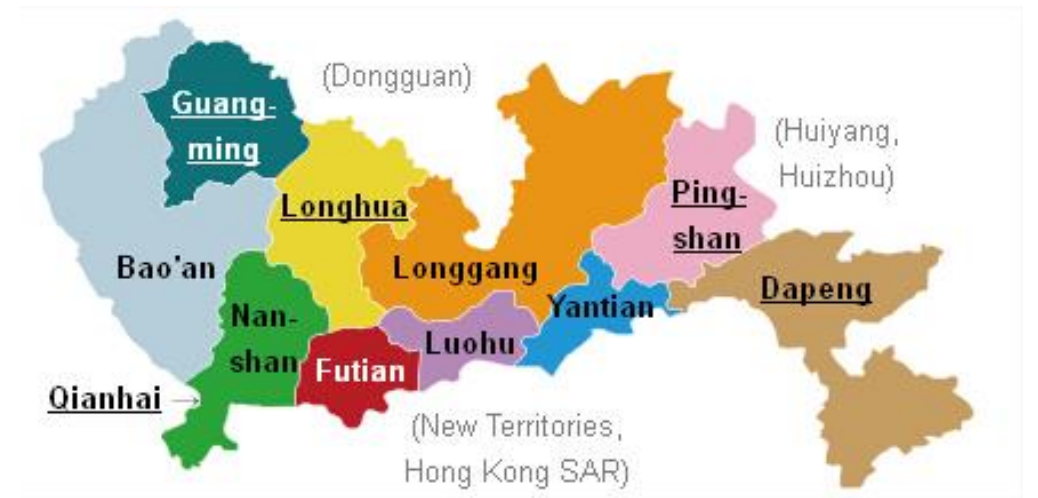 (Dongguan)
Guang-
ming
(Huiyang,
Huizhou)
Longhua
Ping-
shan
Bao'an
Longgang
Dapeng
Yantian
Nan-
shan
Luohu
Futian
Qianhai →
(New Territories,
Hong Kong SAR)